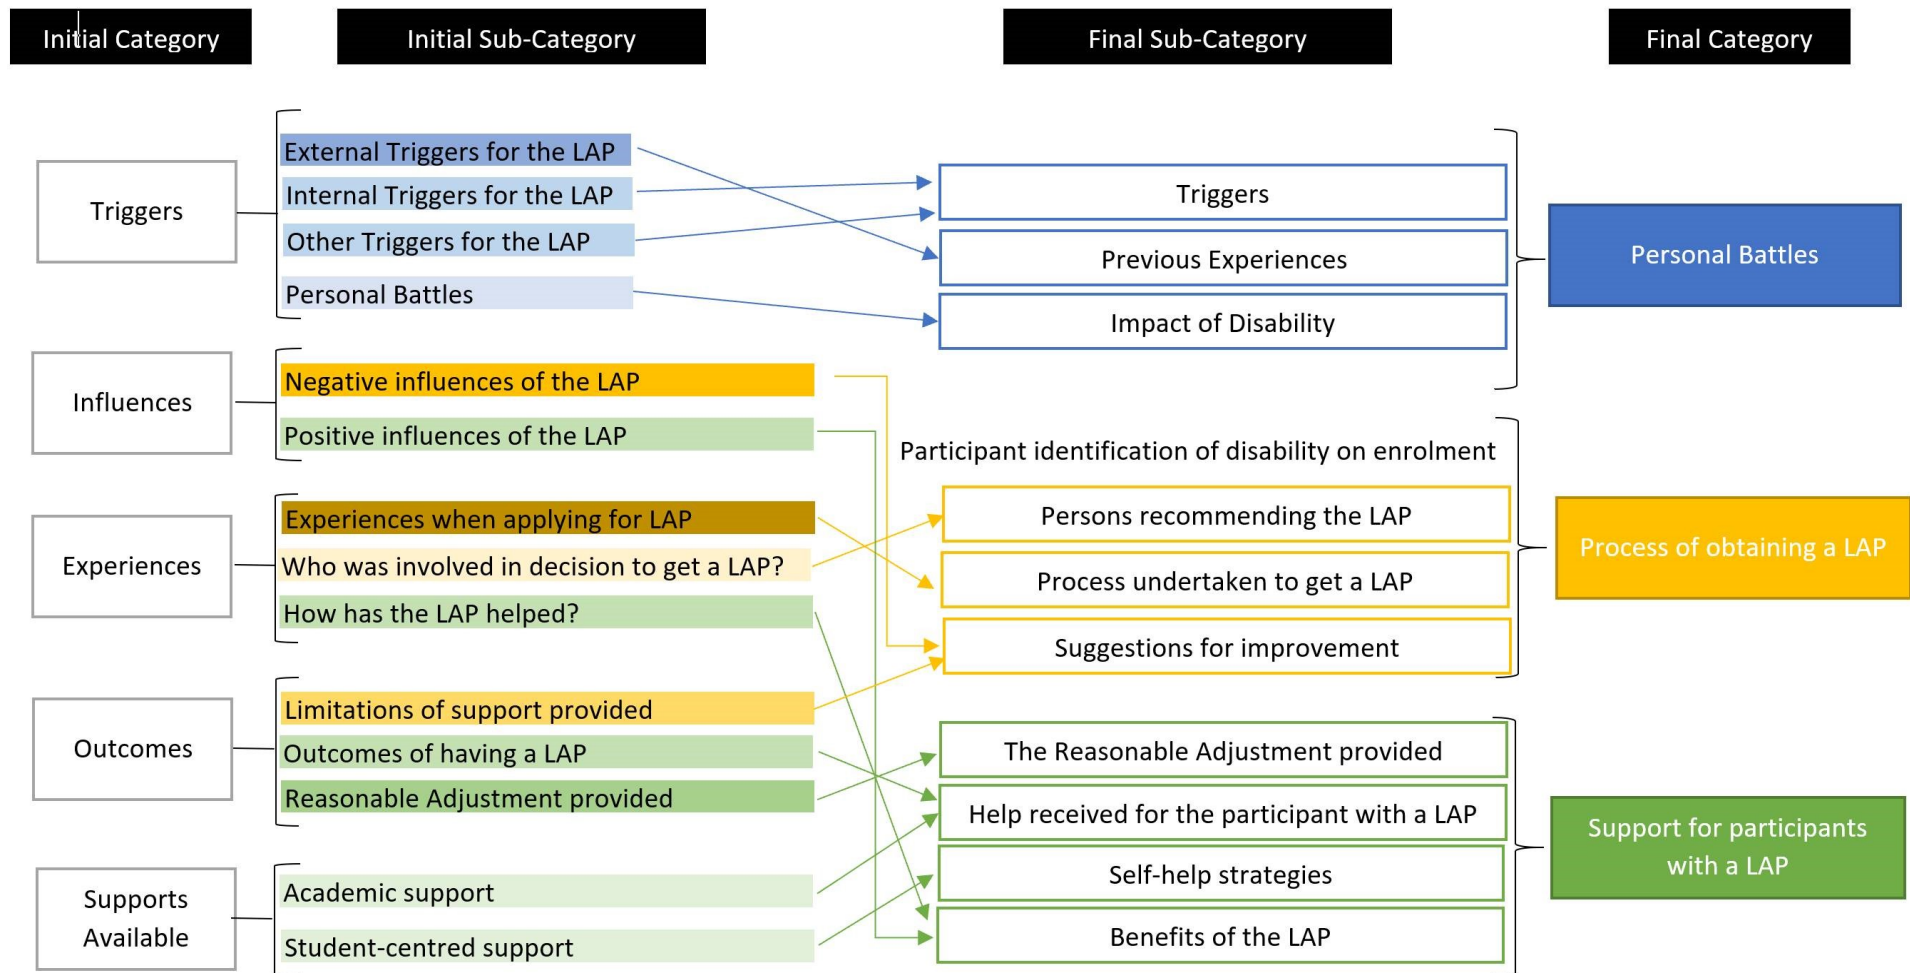 Initial Category
Initial Sub-Category
Final Sub-Category
Final Category
Triggers
External Triggers for the LAP
Internal Triggers for the LAP
Other Triggers for the LAP
Personal Battles
Triggers
Previous Experiences
Impact of Disability
Personal Battles
Influences
Negative influences of the LAP
Positive influences of the LAP
Participant identification of disability on enrolment
Persons recommending the LAP
Process undertaken to get a LAP
Suggestions for improvement
Process of obtaining a LAP
Experiences
Experiences when applying for LAP
Who was involved in decision to get a LAP?
How has the LAP helped?
Outcomes
Limitations of support provided
Outcomes of having a LAP
Reasonable Adjustment provided
The Reasonable Adjustment provided
Help received for the participant with a LAP
Self-help strategies
Benefits of the LAP
Support for participants
with a LAP
Supports
Available
Academic support
Student-centred support